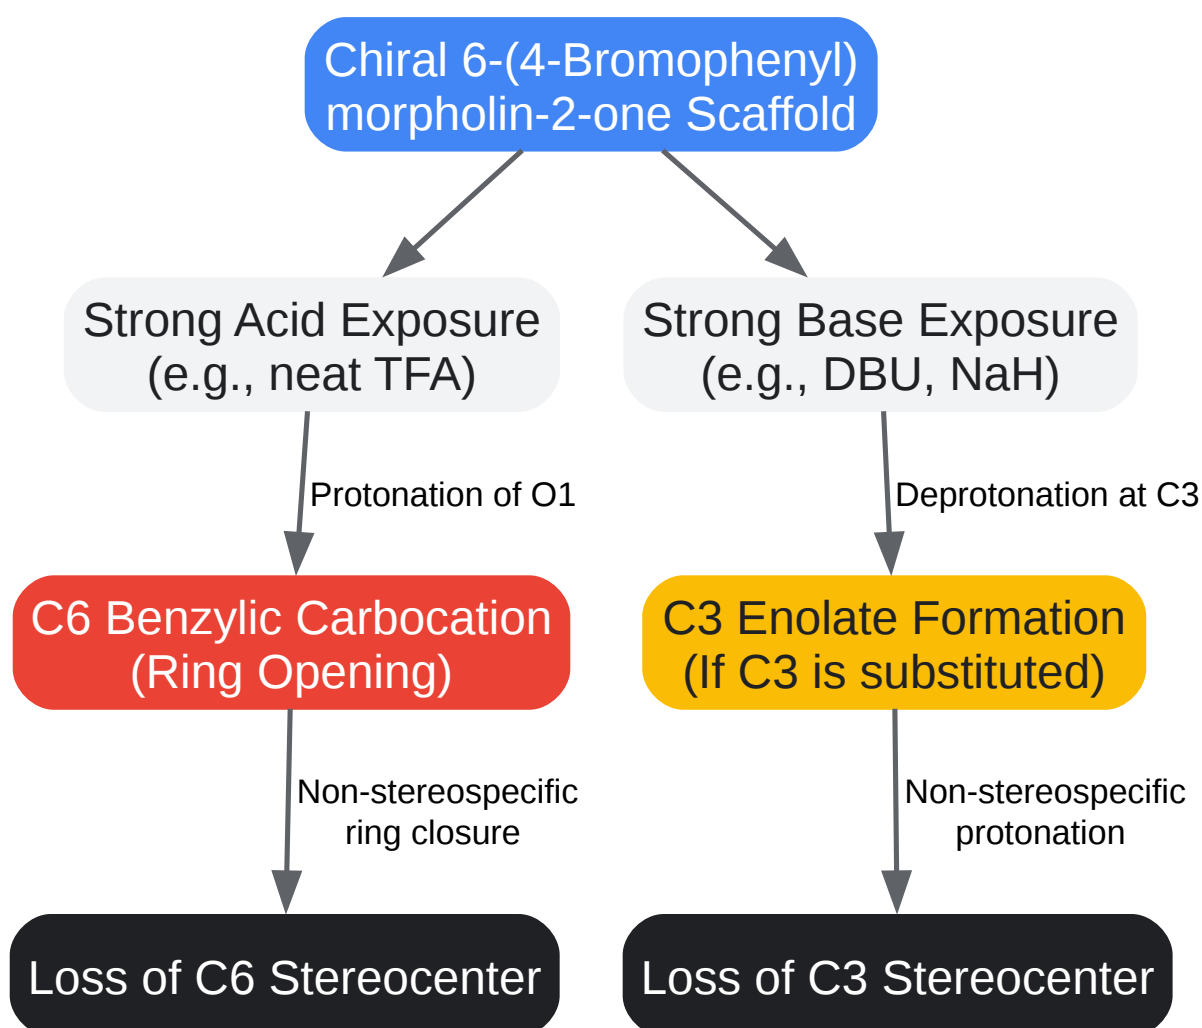 Chiral 6-(4-Bromophenyl)
morpholin-2-one Scaffold
Strong Acid Exposure
(e.g., neat TFA)
Strong Base Exposure
(e.g., DBU, NaH)
Protonation of O1
Deprotonation at C3
C6 Benzylic Carbocation
(Ring Opening)
C3 Enolate Formation
(If C3 is substituted)
Non-stereospecific
ring closure
Non-stereospecific
protonation
Loss of C6 Stereocenter
Loss of C3 Stereocenter